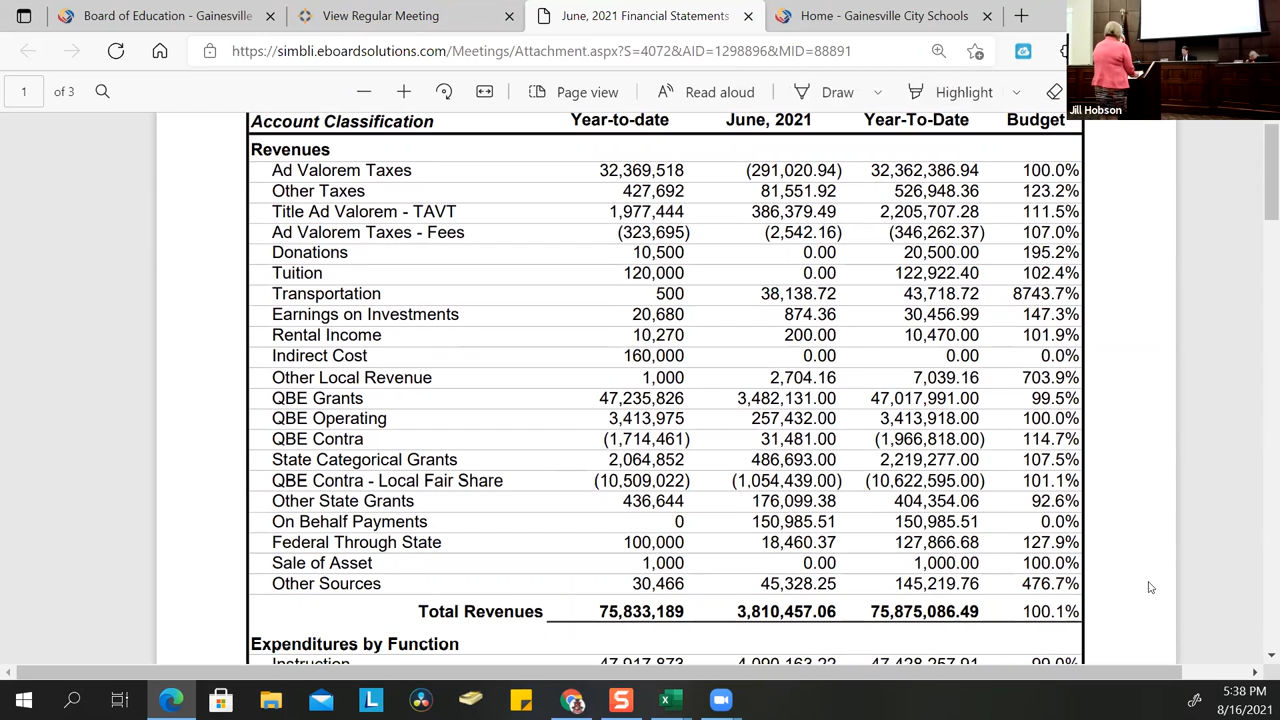 Board of Education - Gainesville
View Regular Meeting
June, 2021 Financial Statements
Home - Gainesville City Schools
https://simbli.eboardsolutions.com/Meetings/Attachment.aspx?S=4072&AID=1298896&MID=88891
1 of 3
Page view
Read aloud
Draw
Highlight
Jill Hobson
Account Classification Year-to-date June, 2021 Year-To-Date Budget
Revenues
Ad Valorem Taxes 32,369,518 (291,020.94) 32,362,386.94 100.0%
Other Taxes 427,692 81,551.92 526,948.36 123.2%
Title Ad Valorem - TAVT 1,977,444 386,379.49 2,205,707.28 111.5%
Ad Valorem Taxes - Fees (323,695) (2,542.16) (346,262.37) 107.0%
Donations 10,500 0.00 20,500.00 195.2%
Tuition 120,000 0.00 122,922.40 102.4%
Transportation 500 38,138.72 43,718.72 8743.7%
Earnings on Investments 20,680 874.36 30,456.99 147.3%
Rental Income 10,270 200.00 10,470.00 101.9%
Indirect Cost 160,000 0.00 0.00 0.0%
Other Local Revenue 1,000 2,704.16 7,039.16 703.9%
QBE Grants 47,235,826 3,482,131.00 47,017,991.00 99.5%
QBE Operating 3,413,975 257,432.00 3,413,918.00 100.0%
QBE Contra (1,714,461) 31,481.00 (1,966,818.00) 114.7%
State Categorical Grants 2,064,852 486,693.00 2,219,277.00 107.5%
QBE Contra - Local Fair Share (10,509,022) (1,054,439.00) (10,622,595.00) 101.1%
Other State Grants 436,644 176,099.38 404,354.06 92.6%
On Behalf Payments 0 150,985.51 150,985.51 0.0%
Federal Through State 100,000 18,460.37 127,866.68 127.9%
Sale of Asset 1,000 0.00 1,000.00 100.0%
Other Sources 30,466 45,328.25 145,219.76 476.7%
Total Revenues 75,833,189 3,810,457.06 75,875,086.49 100.1%
Expenditures by Function
Instruction 47,917,873 4,090,163.22 47,428,257.91 99.0%
5:38 PM
8/16/2021